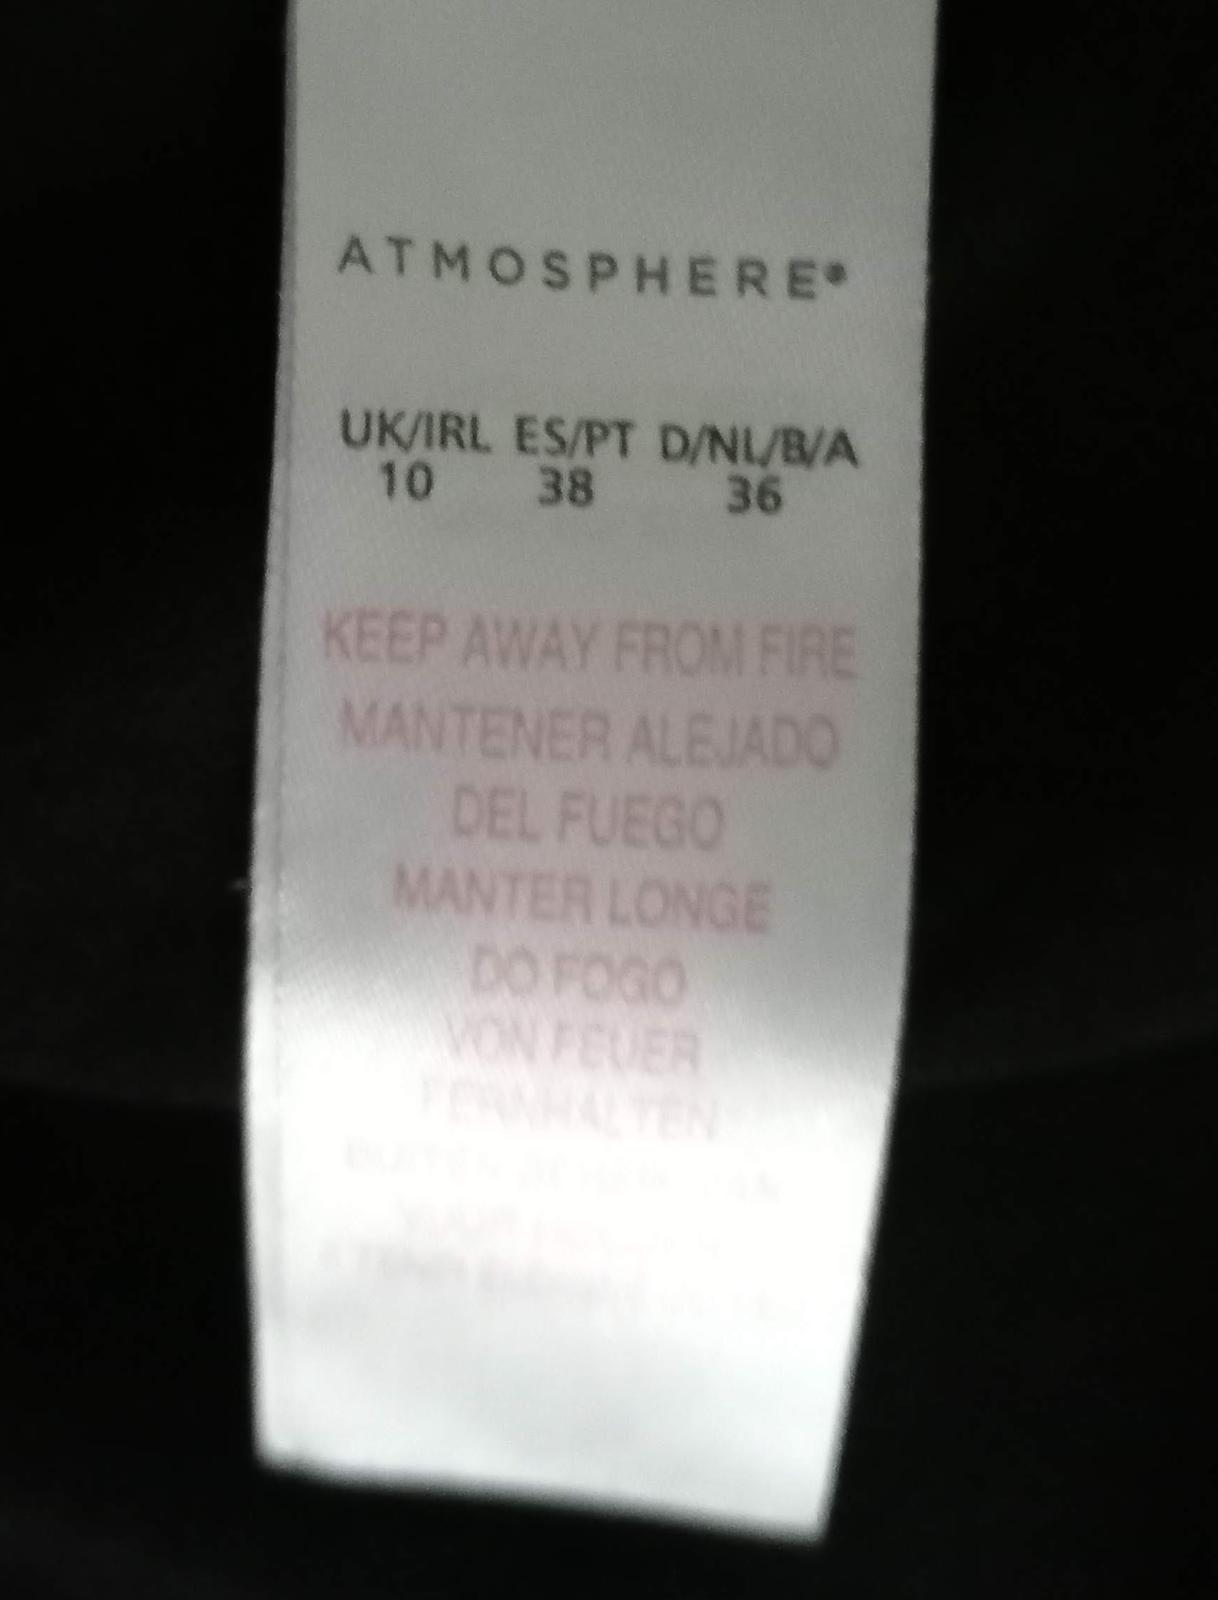 ATMOSPHERE®
UK/IRL ES/PT D/NL/B/A
10 38 36
KEEP AWAY FROM FIRE
MANTENER ALEJADO
DEL FUEGO
MANTER LONGE
DO FOGO
VON FEUER
FERNHALTEN